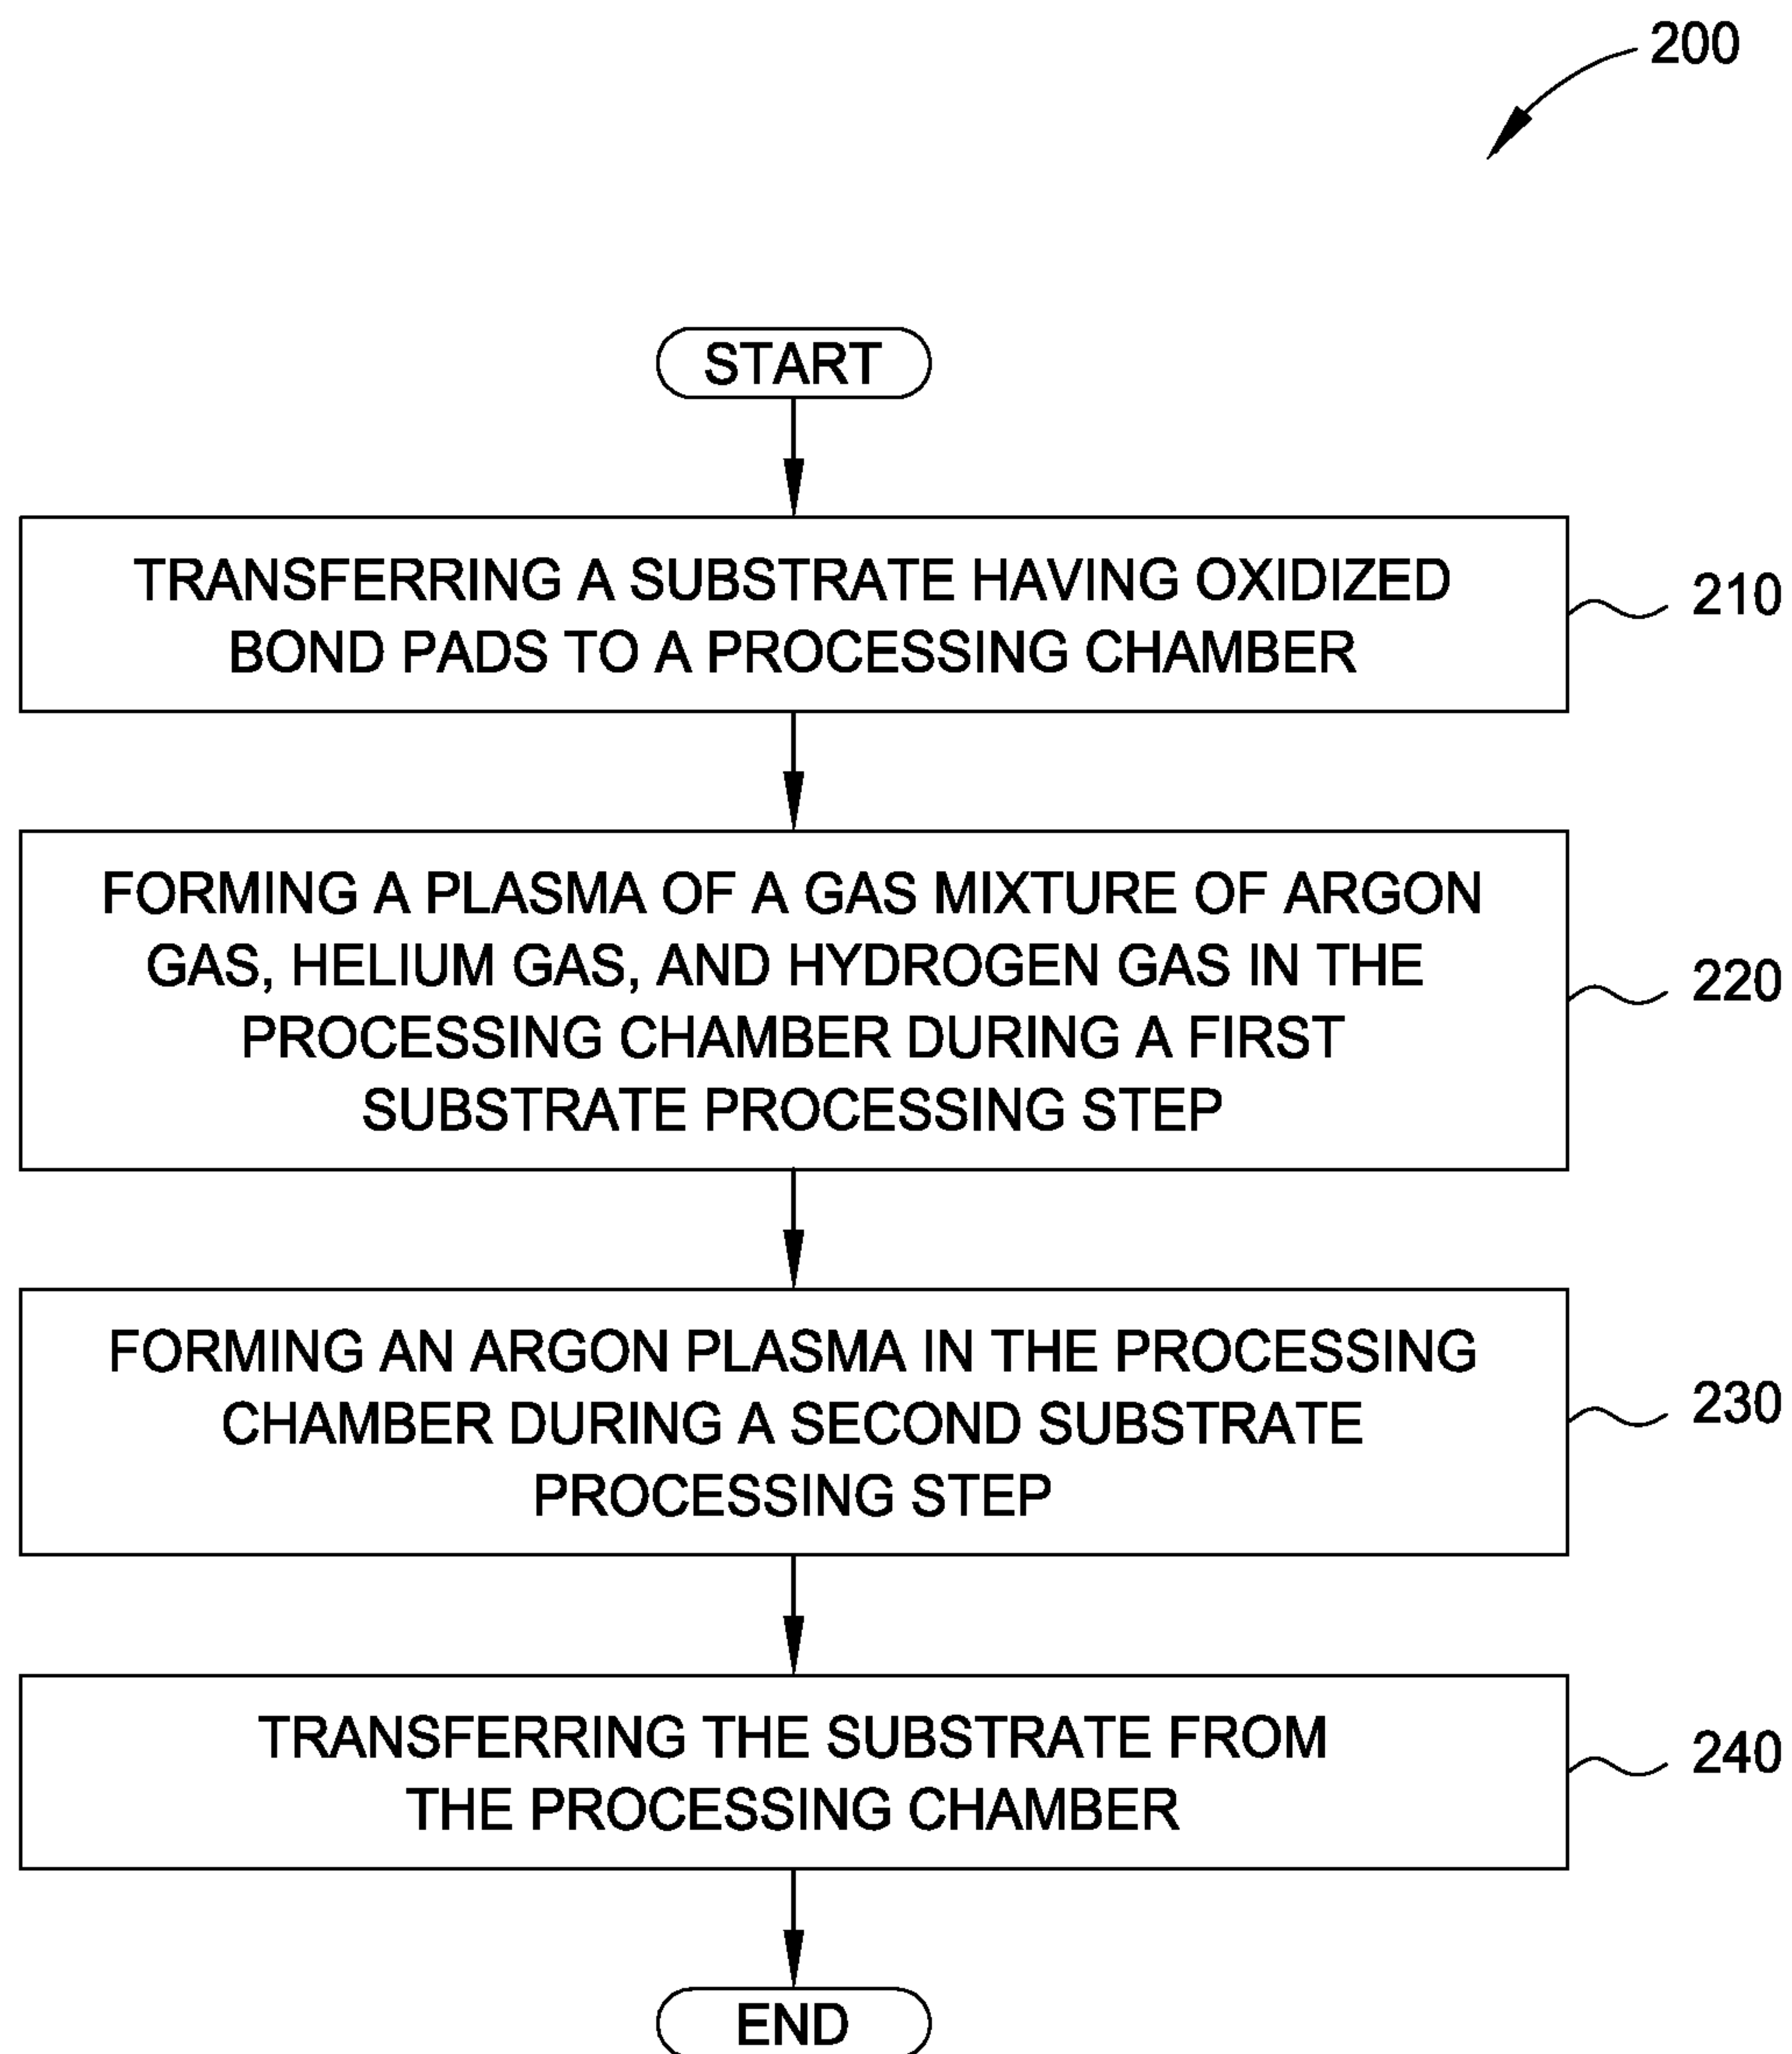 200
START
TRANSFERRING A SUBSTRATE HAVING OXIDIZED
BOND PADS TO A PROCESSING CHAMBER
210
FORMING A PLASMA OF A GAS MIXTURE OF ARGON
GAS, HELIUM GAS, AND HYDROGEN GAS IN THE
PROCESSING CHAMBER DURING A FIRST
SUBSTRATE PROCESSING STEP
220
FORMING AN ARGON PLASMA IN THE PROCESSING
CHAMBER DURING A SECOND SUBSTRATE
PROCESSING STEP
230
TRANSFERRING THE SUBSTRATE FROM
THE PROCESSING CHAMBER
240
END